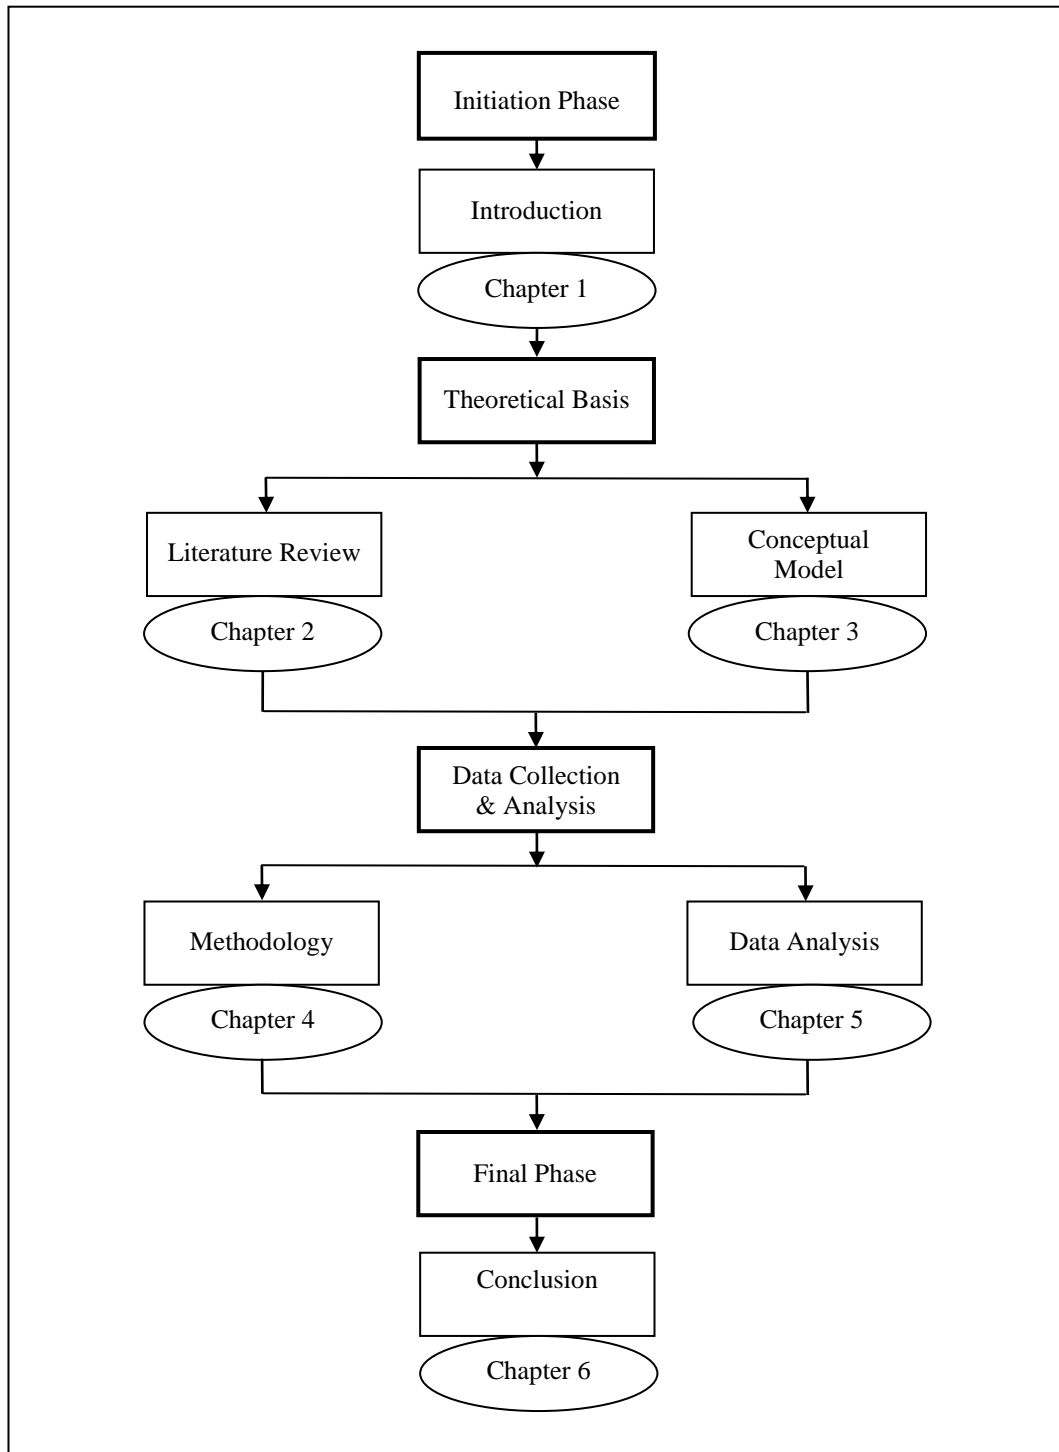 Initiation Phase
Introduction
Chapter 1
Theoretical Basis
Literature Review
Chapter 2
Conceptual
Model
Chapter 3
Data Collection
& Analysis
Methodology
Chapter 4
Data Analysis
Chapter 5
Final Phase
Conclusion
Chapter 6